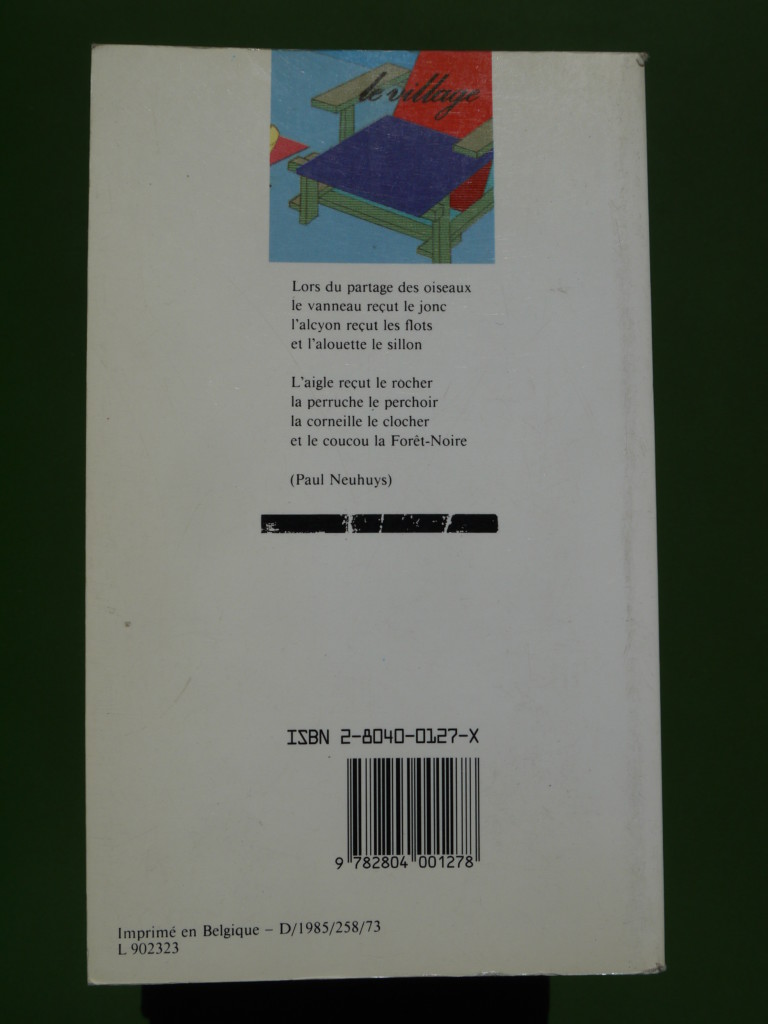 le village
Lors du partage des oiseaux
le vanneau reçut le jonc
l'alcyon reçut les flots
et l'alouette le sillon
L'aigle reçut le rocher
la perruche le perchoir
la corneille le clocher
et le coucou la Forêt-Noire
(Paul Neuhuys)
ISBN 2-8040-0127-X
9 782804 001278
Imprimé en Belgique – D/1985/258/73
L 902323